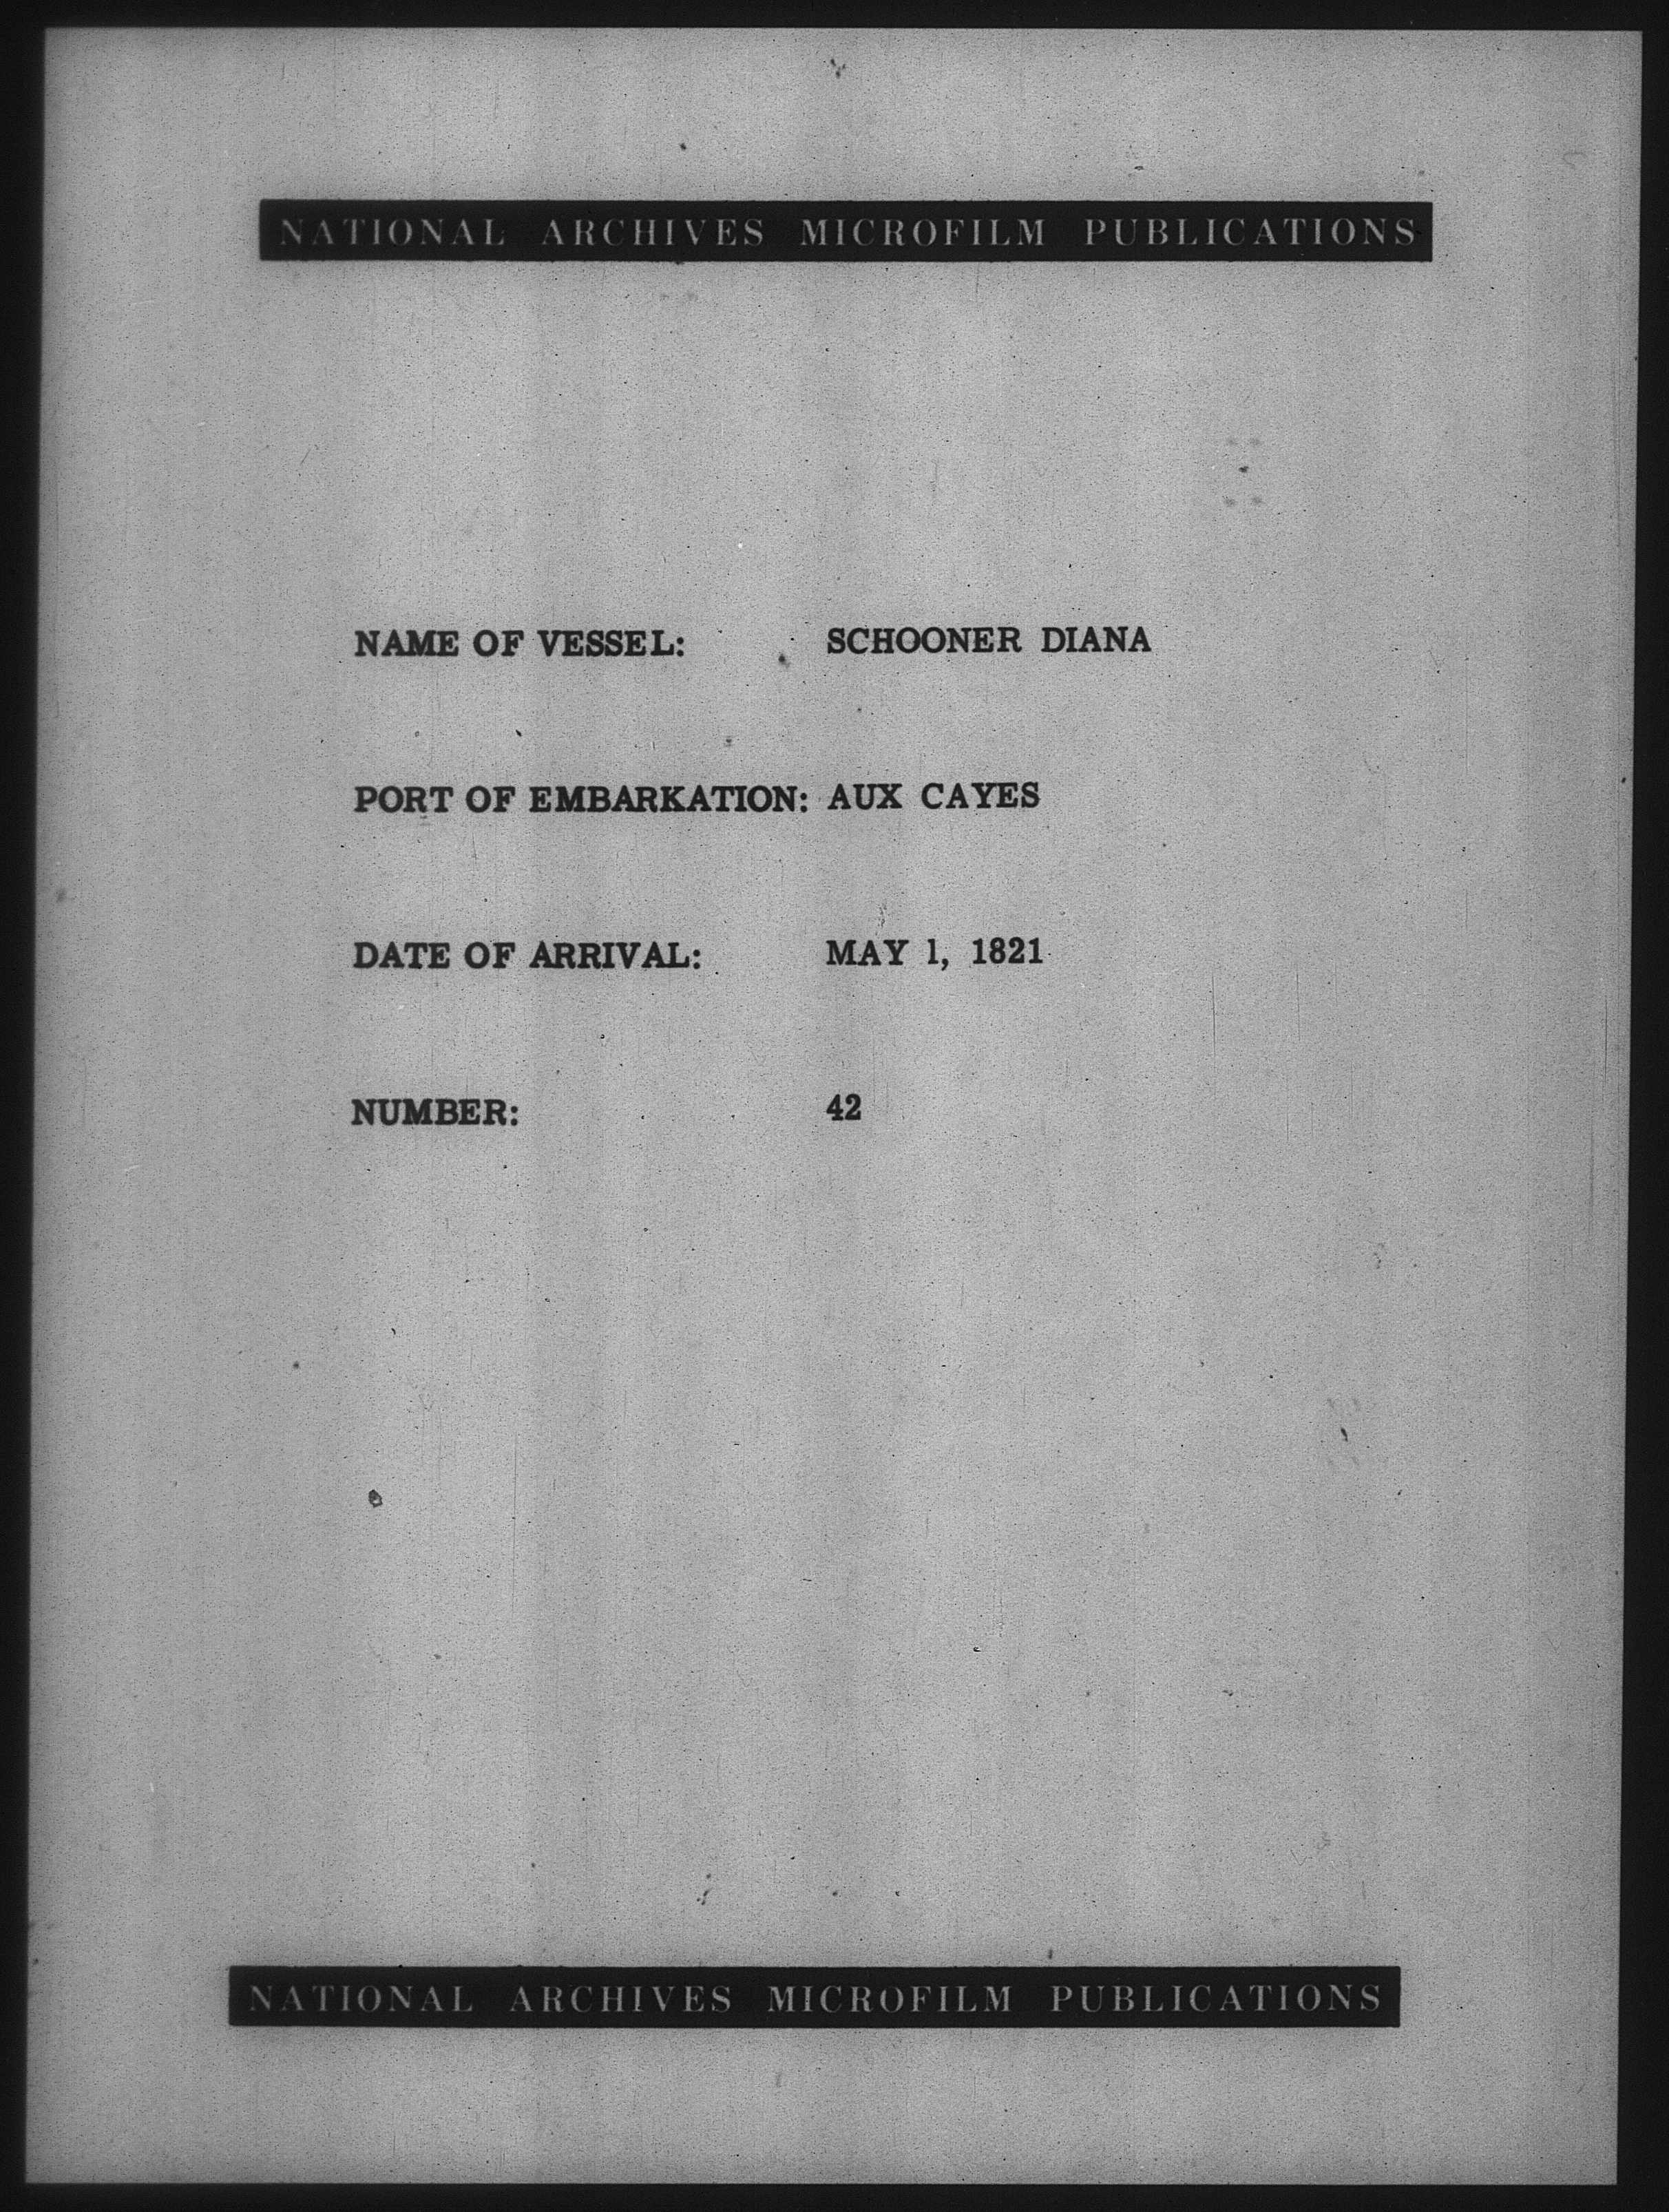 NATIONAL ARCHIVES MICROFILM PUBLICATIONS
NAME OF VESSEL: SCHOONER DIANA
PORT OF EMBARKATION: AUX CAYES
DATE OF ARRIVAL: MAY 1, 1821
NUMBER: 42
NATIONAL ARCHIVES MICROFILM PUBLICATIONS